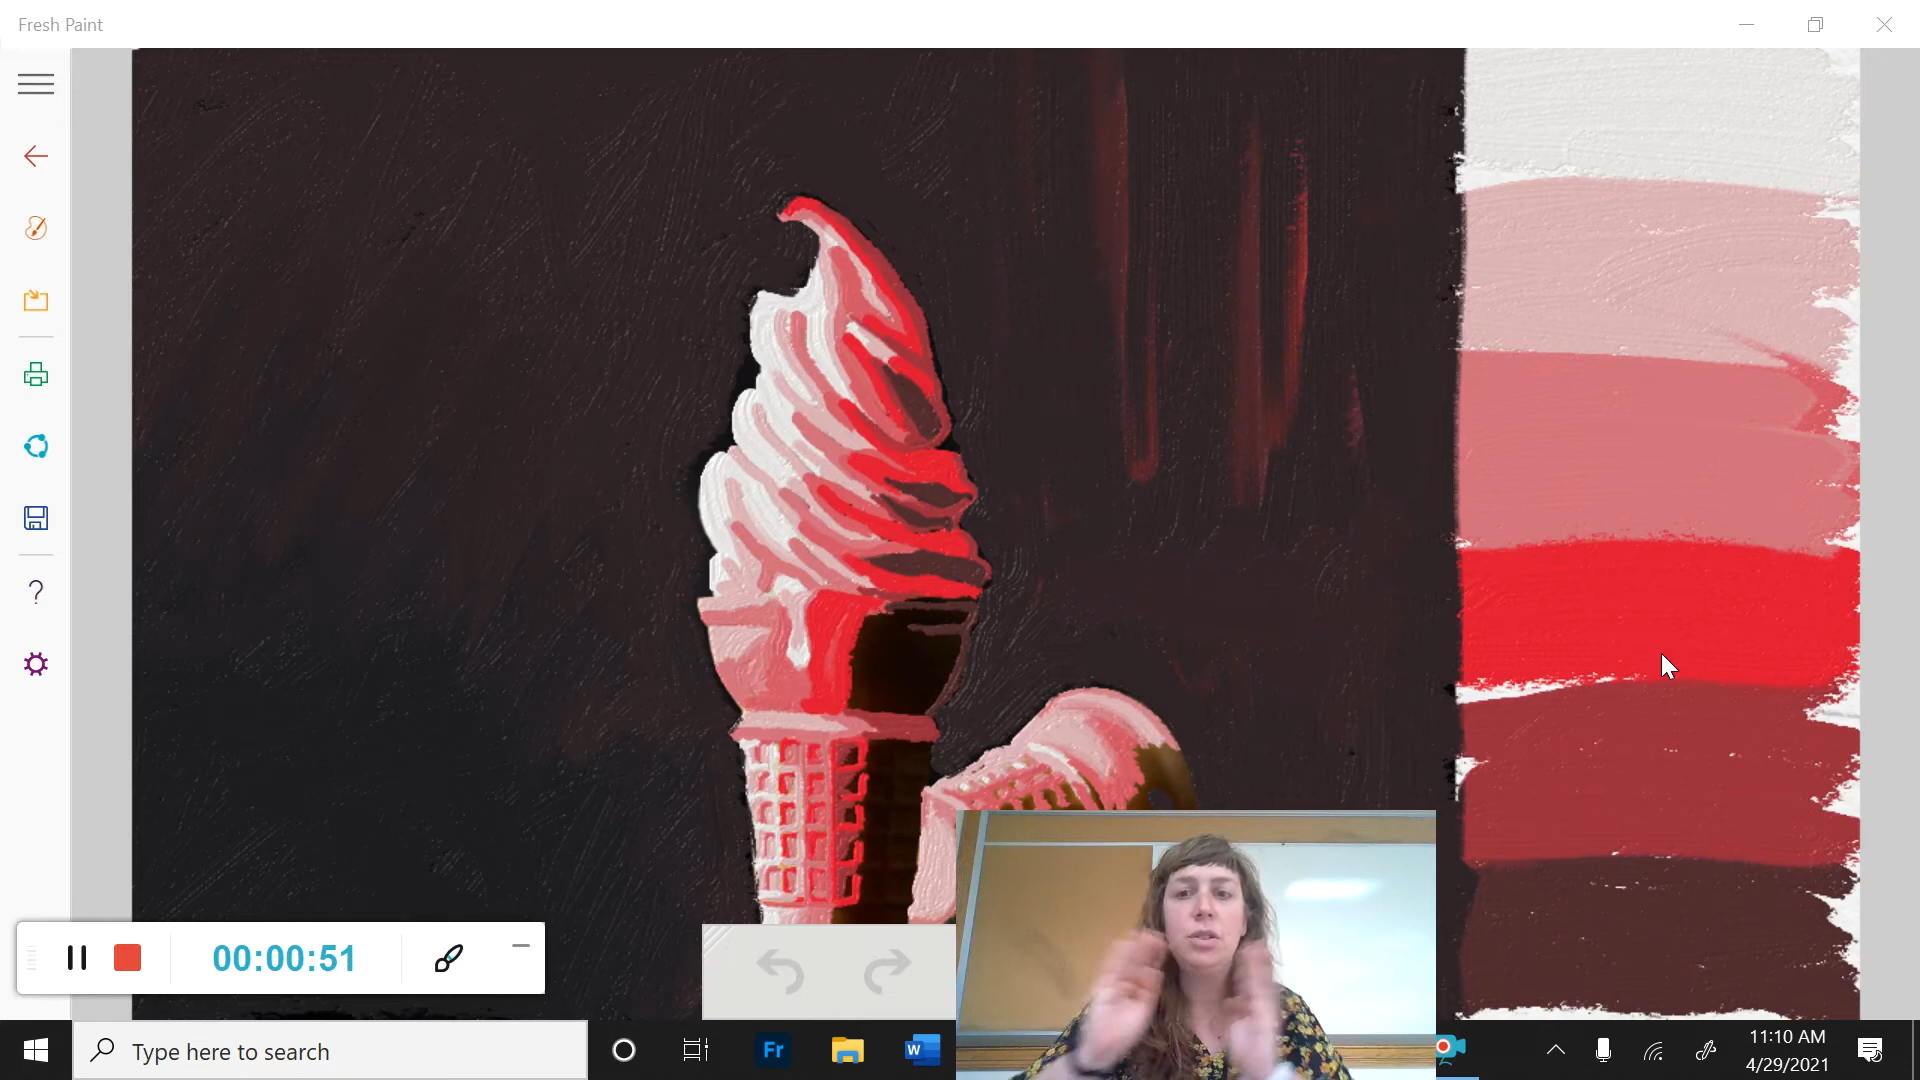 Fresh Paint
?
00:00:51
Type here to search
Fr
W
11:10 AM
4/29/2021